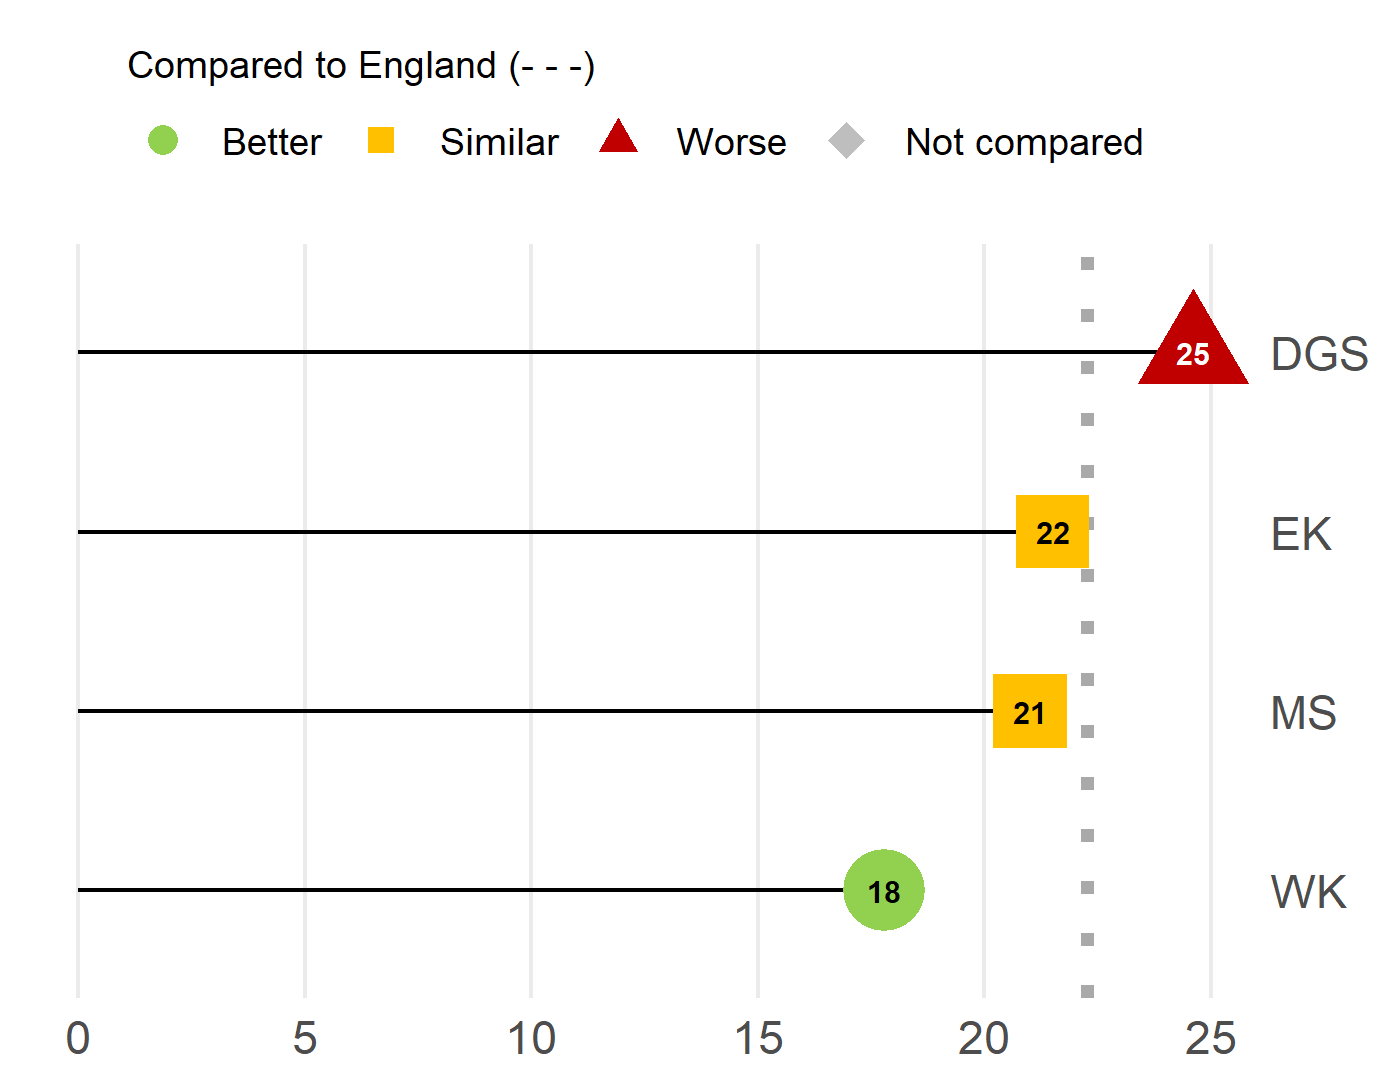 Compared to England (- - -)
Better Similar Worse Not compared
25 DGS
22 EK
21 MS
18 WK
0 5 10 15 20 25